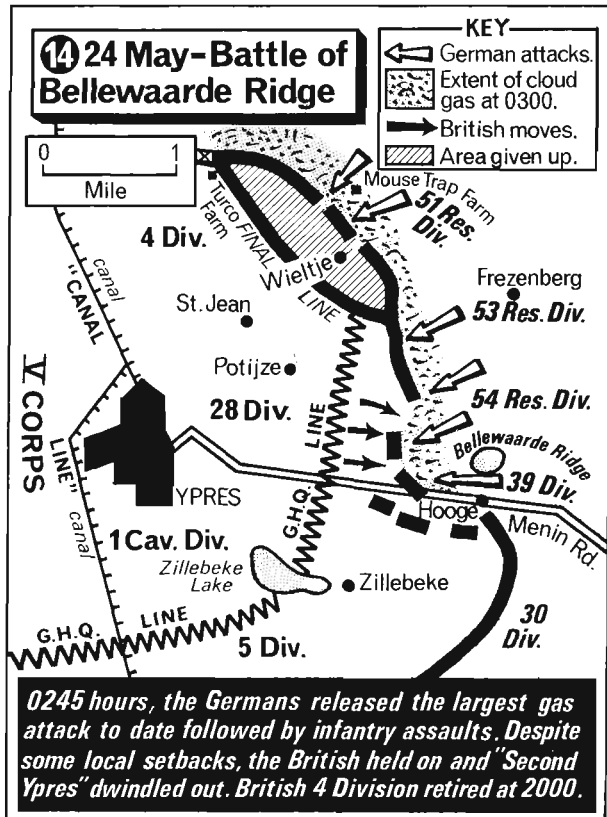 14 24 May-Battle of
Bellewaarde Ridge
KEY
German attacks.
Extent of cloud
gas at 0300.
British moves.
Area given up.
0 1
Mile
Turco
Farm
Mouse Trap Farm
51 Res.
Div.
4 Div.
FINAL
LINE
Wieltje
Frezenberg
canal
"CANAL
LINE"
canal
St. Jean
53 Res. Div.
Potijze
28 Div.
54 Res. Div
V CORPS
LINE
G.H.Q.
Bellewaarde Ridge
39 Div.
YPRES
Hooge
Menin Rd.
1 Cav. Div.
Zillebeke
Lake
Zillebeke
30
Div.
G.H.Q. LINE
5 Div.
0245 hours, the Germans released the largest gas
attack to date followed by infantry assaults. Despite
some local setbacks, the British held on and "Second
Ypres" dwindled out. British 4 Division retired at 2000.